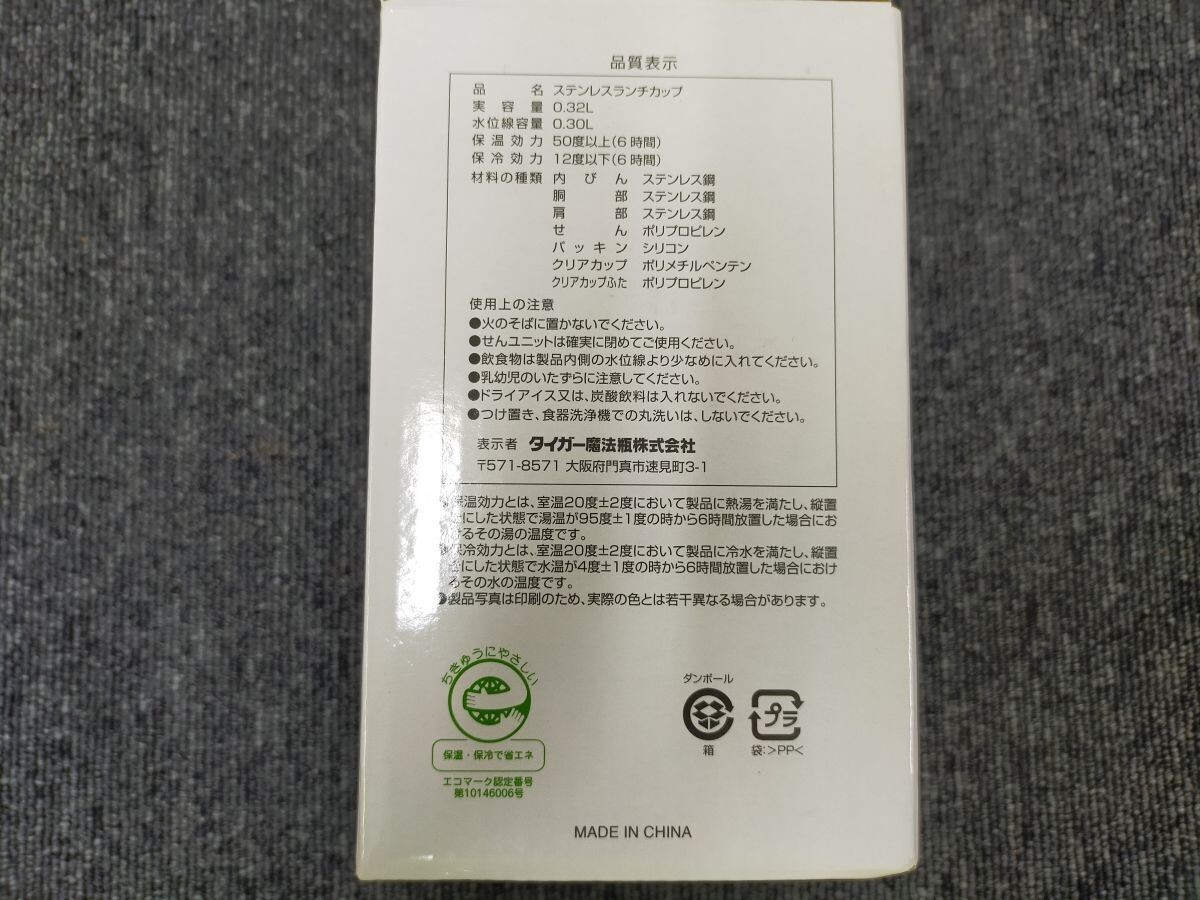 品質表示
品名 ステンレスランチカップ
実容量 0.32L
水位線容量 0.30L
保温効力 50度以上(6時間)
保冷効力 12度以下(6時間)
材料の種類 内びん ステンレス鋼
胴部 ステンレス鋼
肩部 ステンレス鋼
せん ポリプロピレン
パッキン シリコン
クリアカップ ポリメチルペンテン
クリアカップふた ポリプロピレン
使用上の注意
●火のそばに置かないでください。
●せんユニットは確実に閉めてご使用ください。
●飲食物は製品内側の水位線より少なめに入れてください。
●乳幼児のいたずらに注意してください。
●ドライアイス又は、炭酸飲料は入れないでください。
●つけ置き、食器洗浄機での丸洗いは、しないでください。
表示者 タイガー魔法瓶株式会社
〒571-8571 大阪府門真市速見町3-1
●保温効力とは、室温20度±2度において製品に熱湯を満たし、縦置
きにした状態で湯温が95度±1度の時から6時間放置した場合にお
けるその湯の温度です。
●保冷効力とは、室温20度±2度において製品に冷水を満たし、縦置
きにした状態で水温が4度±1度の時から6時間放置した場合におけ
るその水の温度です。
●製品写真は印刷のため、実際の色とは若干異なる場合があります。
ちきゅうにやさしい
保温・保冷で省エネ
エコマーク認定番号
第10146006号
ダンボール
箱
プラ
袋:>PP<
MADE IN CHINA